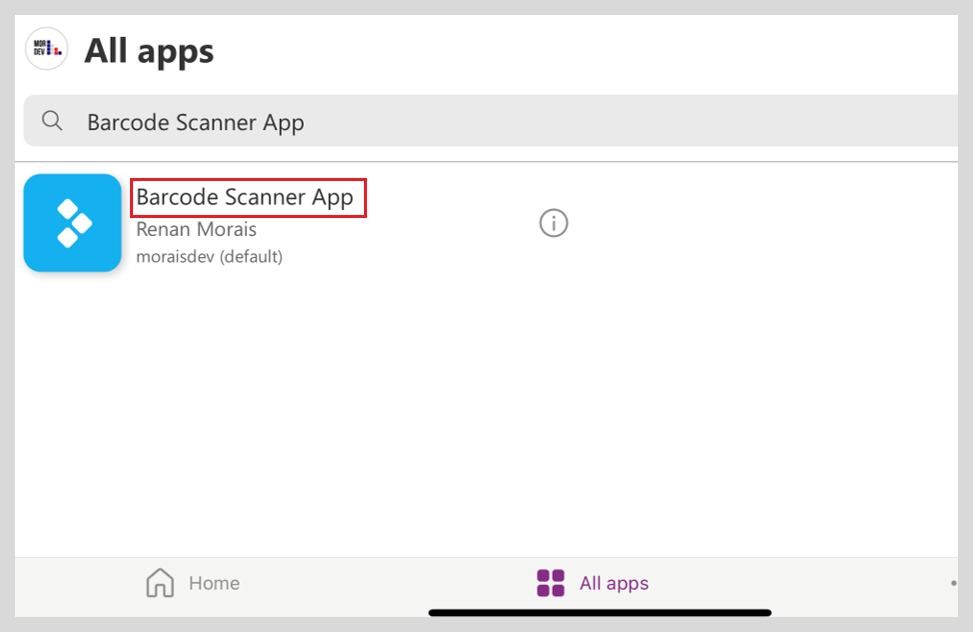 MOR
DEV
All apps
Barcode Scanner App
Barcode Scanner App
Renan Morais
moraisdev (default)
Home
All apps